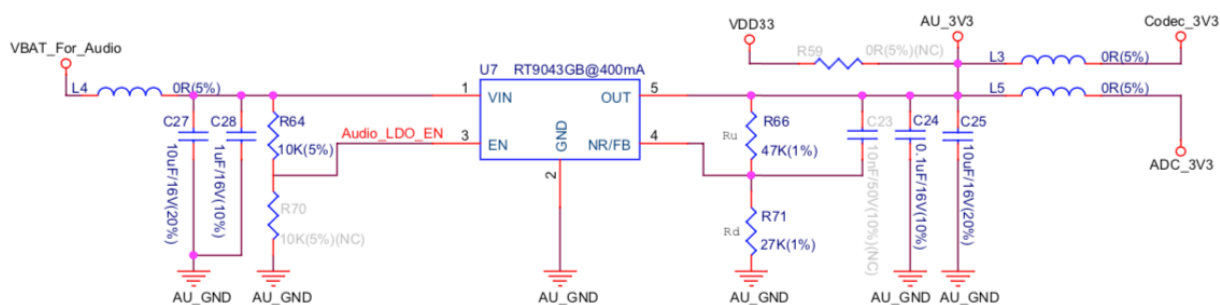 VBAT_For_Audio
L4
0R(5%)
C27
10uF/16V(20%)
C28
1uF/16V(10%)
R64
10K(5%)
R70
10K(5%)(NC)
Audio_LDO_EN
AU_GND
AU_GND
U7
RT9043GB@400mA
1
VIN
3
EN
GND
2
AU_GND
OUT
5
NR/FB
4
VDD33
R59
0R(5%)(NC)
AU_3V3
L3
0R(5%)
Codec_3V3
L5
0R(5%)
ADC_3V3
Ru
R66
47K(1%)
Rd
R71
27K(1%)
AU_GND
C23
10nF/50V(10%)(NC)
C24
0.1uF/16V(10%)
AU_GND
C25
10uF/16V(20%)
AU_GND